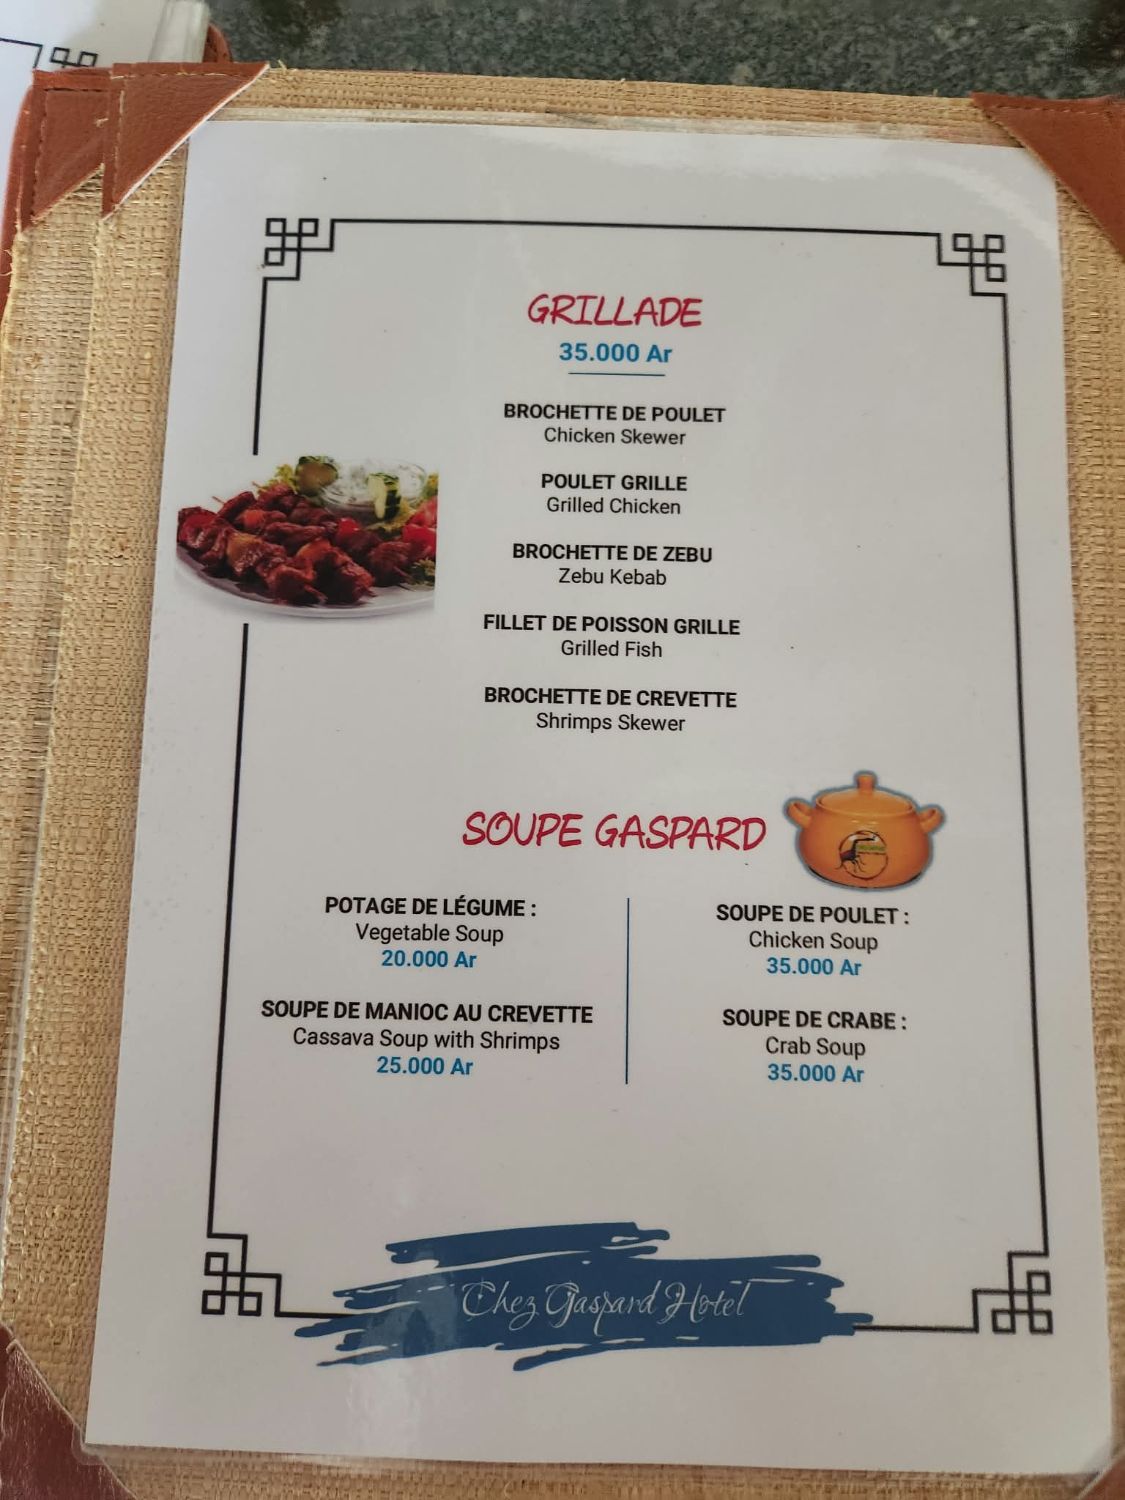 GRILLADE
35.000 Ar
BROCHETTE DE POULET
Chicken Skewer
POULET GRILLE
Grilled Chicken
BROCHETTE DE ZEBU
Zebu Kebab
FILLET DE POISSON GRILLE
Grilled Fish
BROCHETTE DE CREVETTE
Shrimps Skewer
SOUPE GASPARD
POTAGE DE LÉGUME :
Vegetable Soup
20.000 Ar
SOUPE DE MANIOC AU CREVETTE
Cassava Soup with Shrimps
25.000 Ar
SOUPE DE POULET :
Chicken Soup
35.000 Ar
SOUPE DE CRABE :
Crab Soup
35.000 Ar
Chez Gaspard Hotel